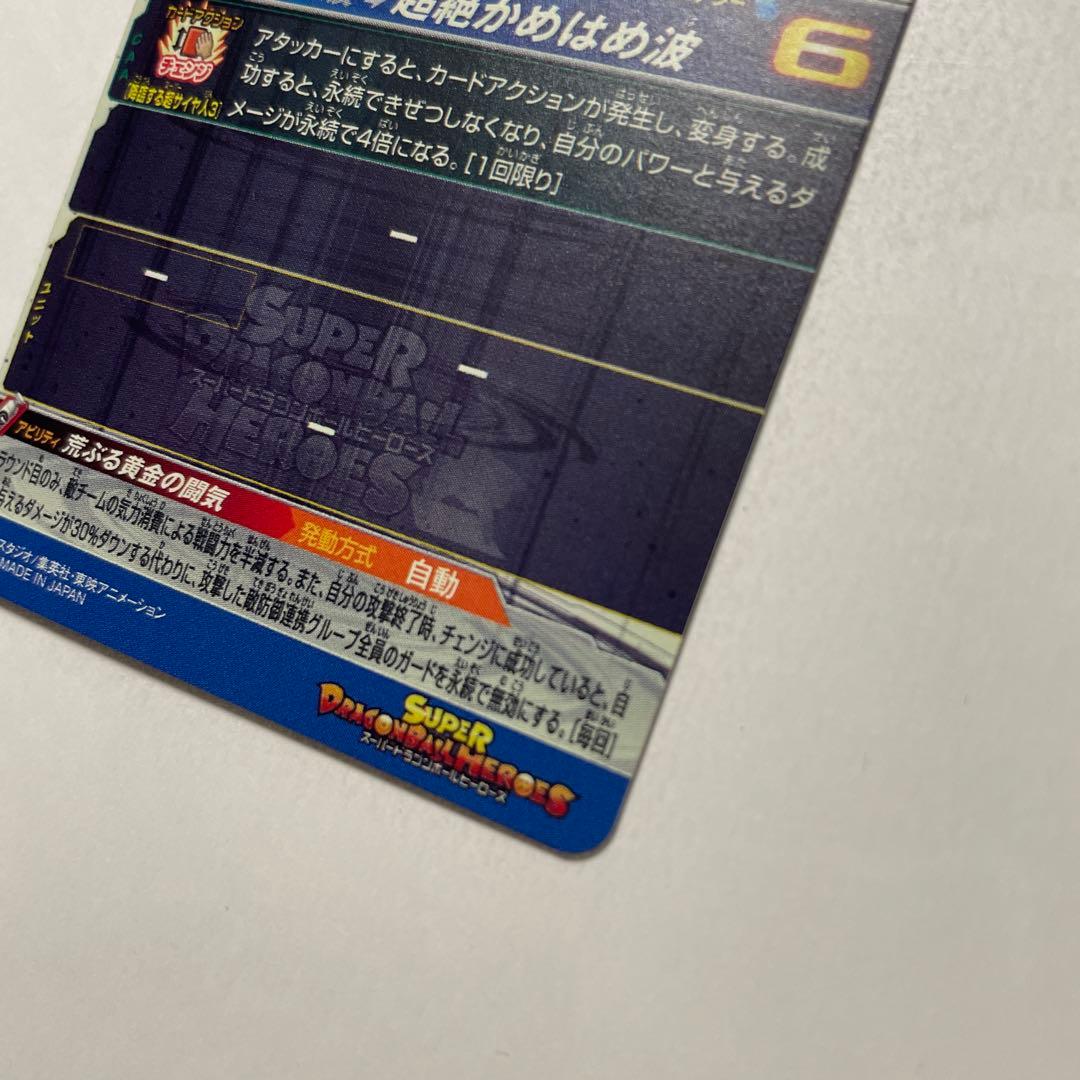 超絶かめはめ波
6
カードアクション
チェンジ
CAA
[降臨する超サイヤ人3]
アタッカーにすると、カードアクションが発生し、変身する。成
功すると、永続できぜつしなくなり、自分のパワーと与えるダ
メージが永続で4倍になる。[1回限り]
ユニット
SUPER
DRAGONBALL
スーパードラゴンボールヒーローズ
HEROES
アビリティ 荒ぶる黄金の闘気
発動方式 自動
ラウンド目のみ、敵チームの気力消費による戦闘力を半減する。また、自分の攻撃終了時、チェンジに成功していると、自
与えるダメージが30%ダウンする代わりに、攻撃した敵防御連携グループ全員のガードを永続で無効にする。[毎回]
スタジオ/集英社・東映アニメーション
MADE IN JAPAN
SUPER
DRAGONBALL HEROES
スーパードラゴンボールヒーローズ